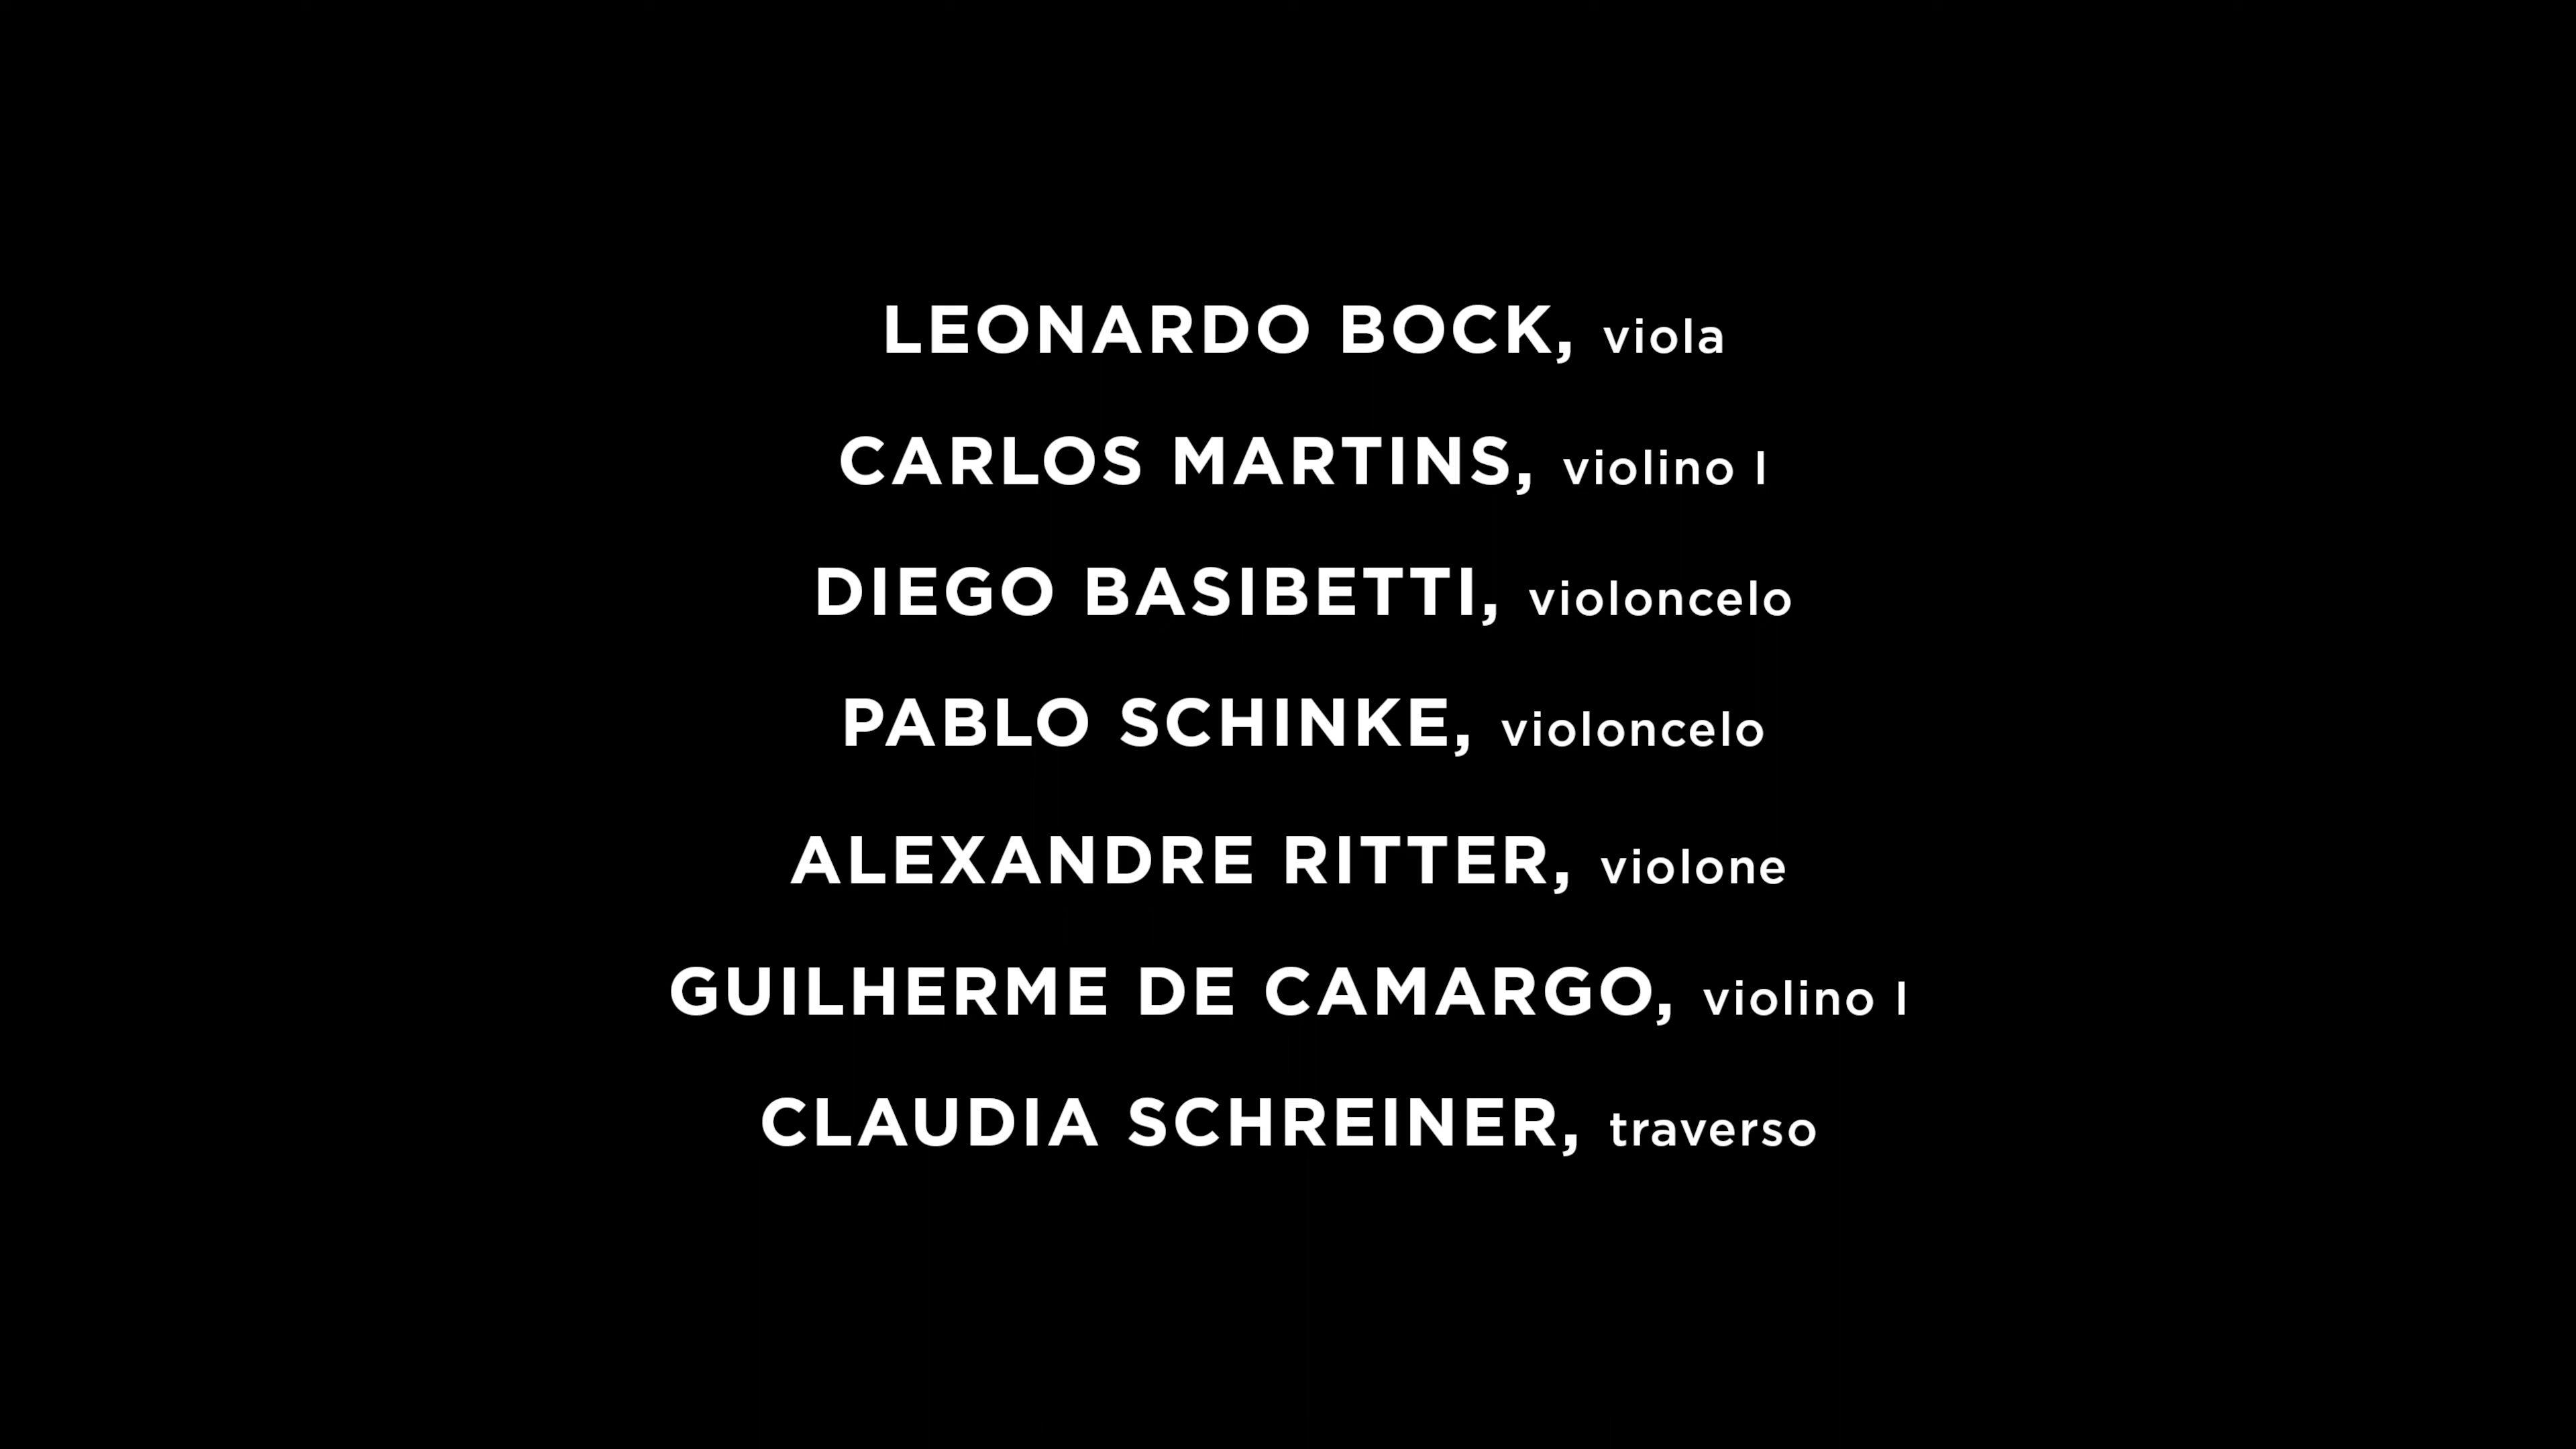 LEONARDO BOCK, viola
CARLOS MARTINS, violino I
DIEGO BASIBETTI, violoncelo
PABLO SCHINKE, violoncelo
ALEXANDRE RITTER, violone
GUILHERME DE CAMARGO, violino I
CLAUDIA SCHREINER, traverso